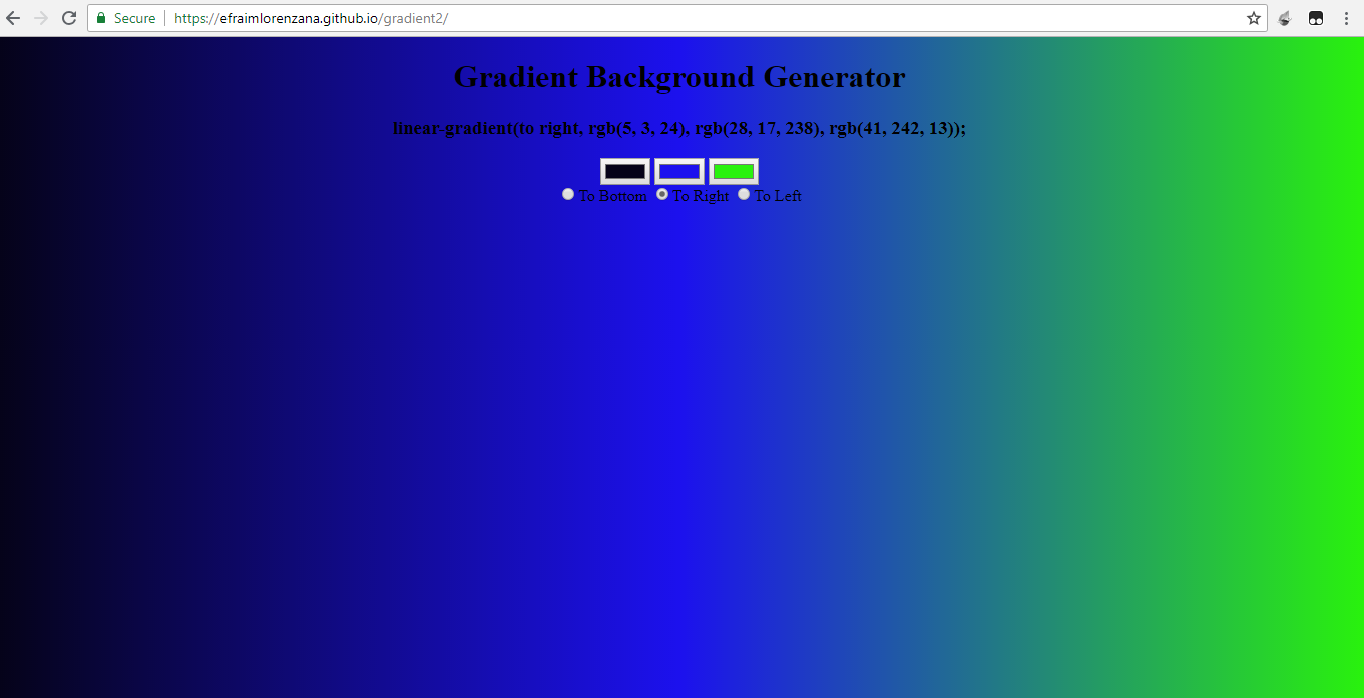 Secure | https://efraimlorenzana.github.io/gradient2/
Gradient Background Generator
linear-gradient(to right, rgb(5, 3, 24), rgb(28, 17, 238), rgb(41, 242, 13));
To Bottom To Right To Left